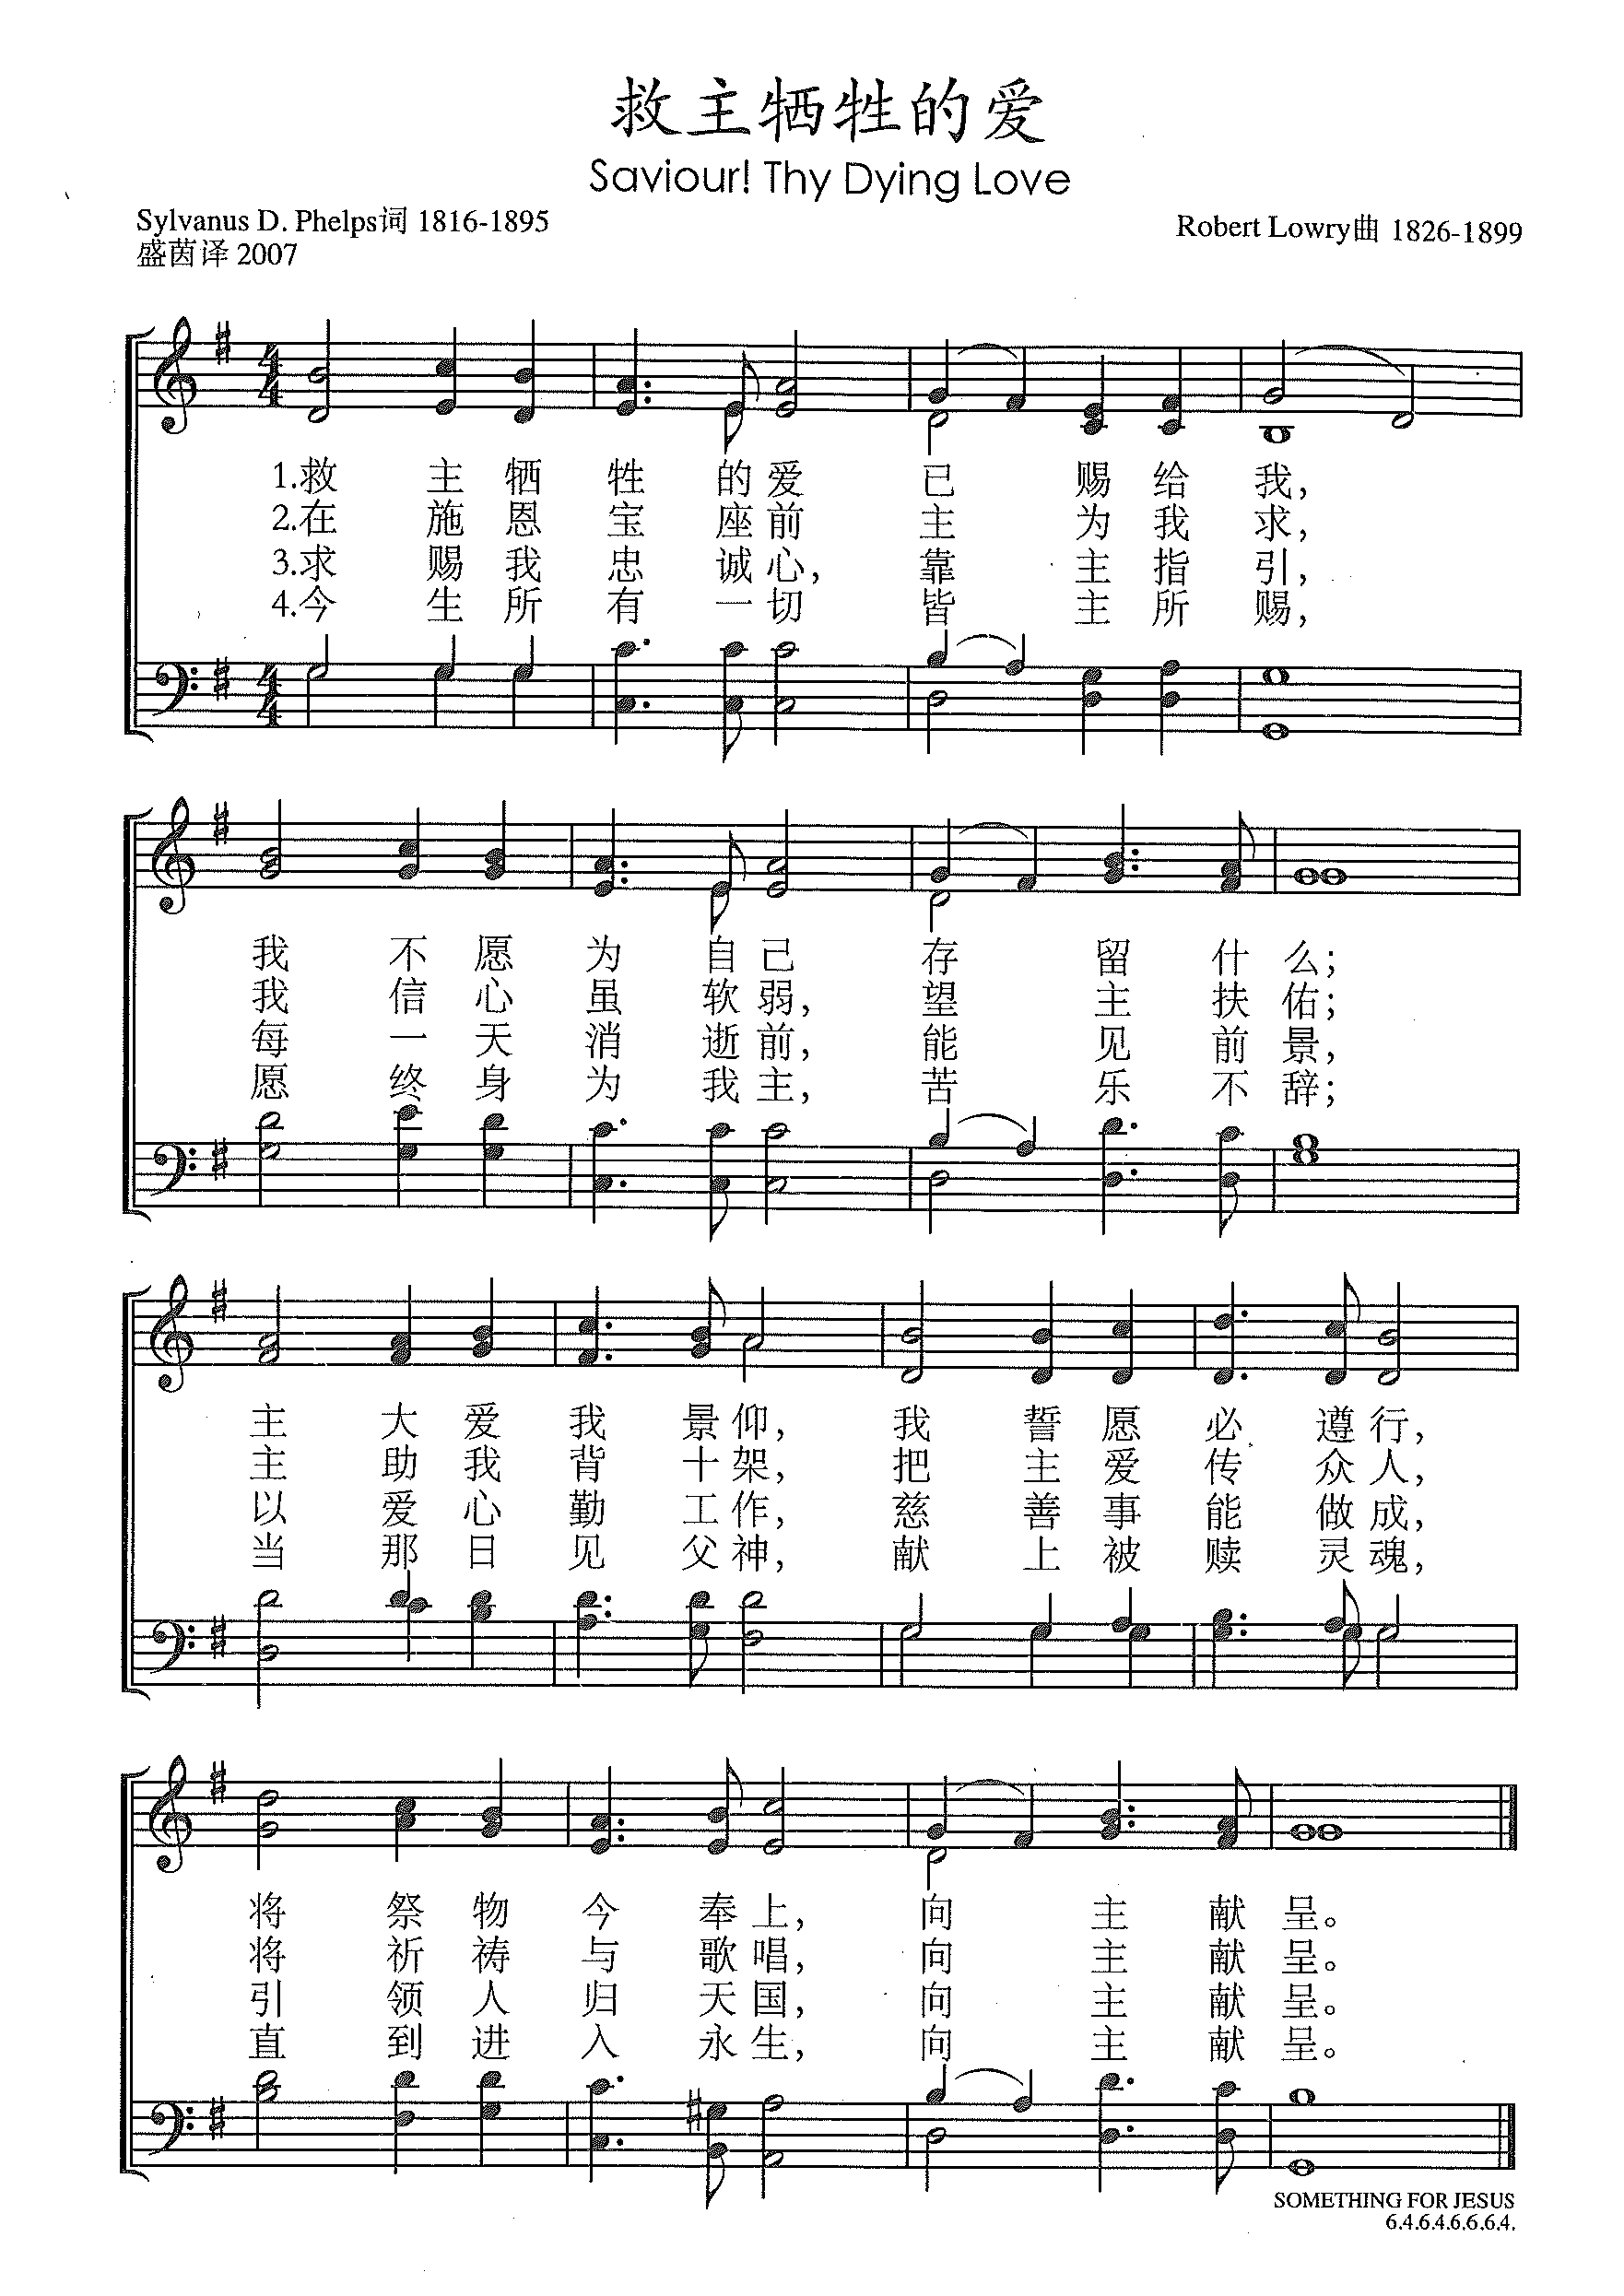 救主牺牲的爱
Saviour! Thy Dying Love
Sylvanus D. Phelps词 1816-1895
盛茵译 2007
Robert Lowry曲 1826-1899
4/4
1.救 主 牺 牲 的 爱 已 赐 给 我,
2.在 施 恩 宝 座 前 主 为 我 求,
3.求 赐 我 忠 诚 心, 靠 主 指 引,
4.今 生 所 有 一 切 皆 主 所 赐,
4/4
我 不 愿 为 自 己 存 留 什 么;
我 信 心 虽 软 弱, 望 主 扶 佑;
每 一 天 消 逝 前, 能 见 前 景,
愿 终 身 为 我 主, 苦 乐 不 辞;
主 大 爱 我 景 仰, 我 誓 愿 必 遵 行,
主 助 我 背 十 架, 把 主 爱 传 众 人,
以 爱 心 勤 工 作, 慈 善 事 能 做 成,
当 那 日 见 父 神, 献 上 被 赎 灵 魂,
将 祭 物 今 奉 上, 向 主 献 呈。
将 祈 祷 与 歌 唱, 向 主 献 呈。
引 领 人 归 天 国, 向 主 献 呈。
直 到 进 入 永 生, 向 主 献 呈。
SOMETHING FOR JESUS
6.4.6.4.6.6.6.4.